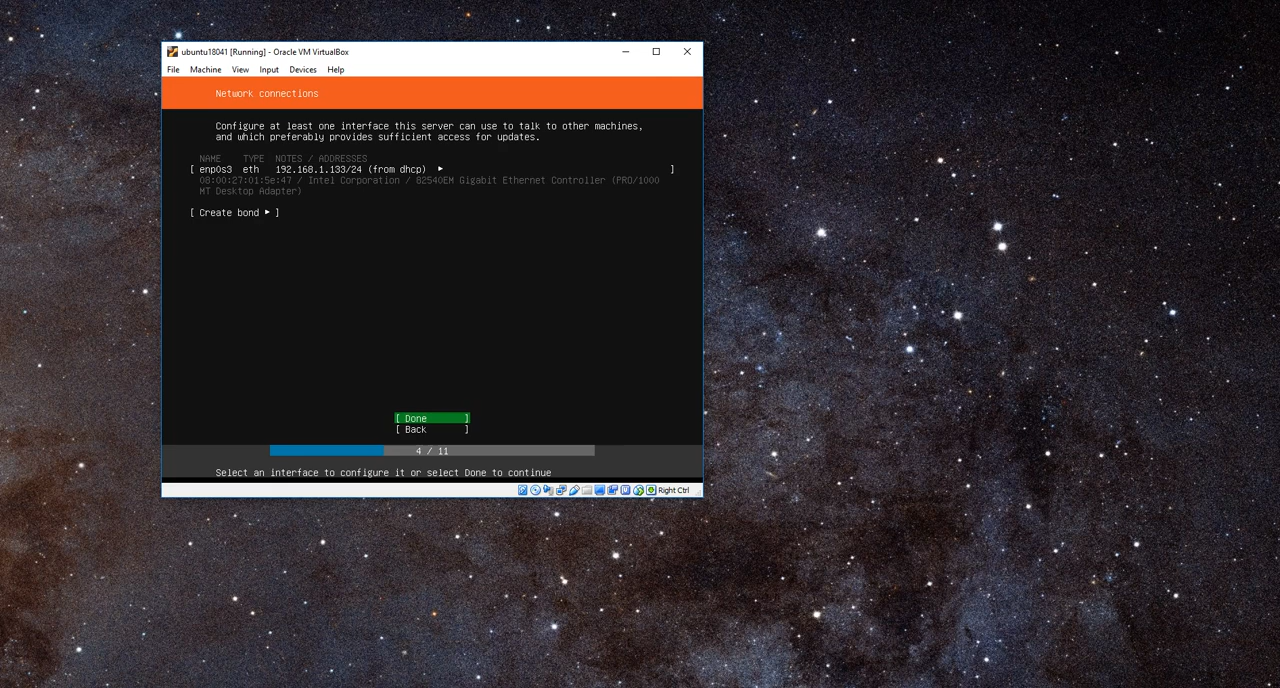 ubuntu18041 [Running] - Oracle VM VirtualBox
File Machine View Input Devices Help
Network connections
Configure at least one interface this server can use to talk to other machines,
and which preferably provides sufficient access for updates.
NAME TYPE NOTES / ADDRESSES
[ enp0s3 eth 192.168.1.133/24 (from dhcp) ▸ ]
08:00:27:01:5e:47 / Intel Corporation / 82540EM Gigabit Ethernet Controller (PRO/1000
MT Desktop Adapter)
[ Create bond ▸ ]
[ Done ]
[ Back ]
4 / 11
Select an interface to configure it or select Done to continue
Right Ctrl